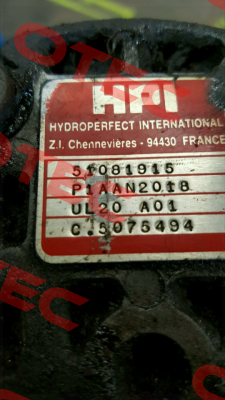 HPI
HYDROPERFECT INTERNATIONAL
Z.I. Chennevières - 94430 FRANCE
51081915
P1AAN2018
UL20 A01
C.5075494